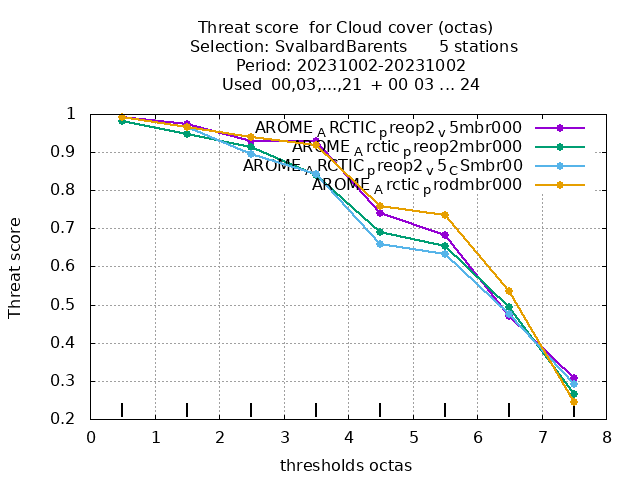 Threat score  for Cloud cover (octas)
Selection: SvalbardBarents      5 stations
Period: 20231002-20231002
Used  00,03,...,21  + 00 03 ... 24
AROME_ARCTIC_preop2_v5mbr000
AROME_Arctic_preop2mbr000
AROME_ARCTIC_preop2_v5_CSmbr00
AROME_Arctic_prodmbr000
1
0.9
0.8
0.7
0.6
0.5
0.4
0.3
0.2
Threat score
0 1 2 3 4 5 6 7 8
thresholds octas